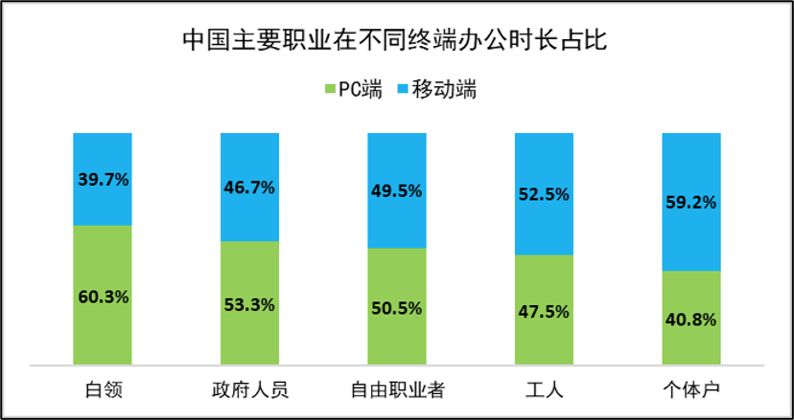 中国主要职业在不同终端办公时长占比
PC端 移动端
39.7% 46.7% 49.5% 52.5% 59.2%
60.3% 53.3% 50.5% 47.5% 40.8%
白领 政府人员 自由职业者 工人 个体户